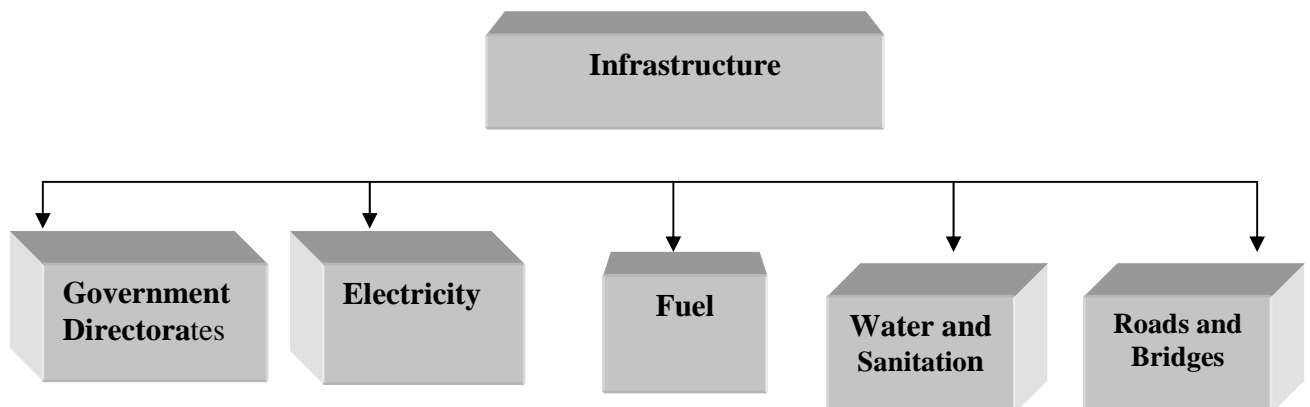 Infrastructure
Government
Directorates
Electricity
Fuel
Water and
Sanitation
Roads and
Bridges